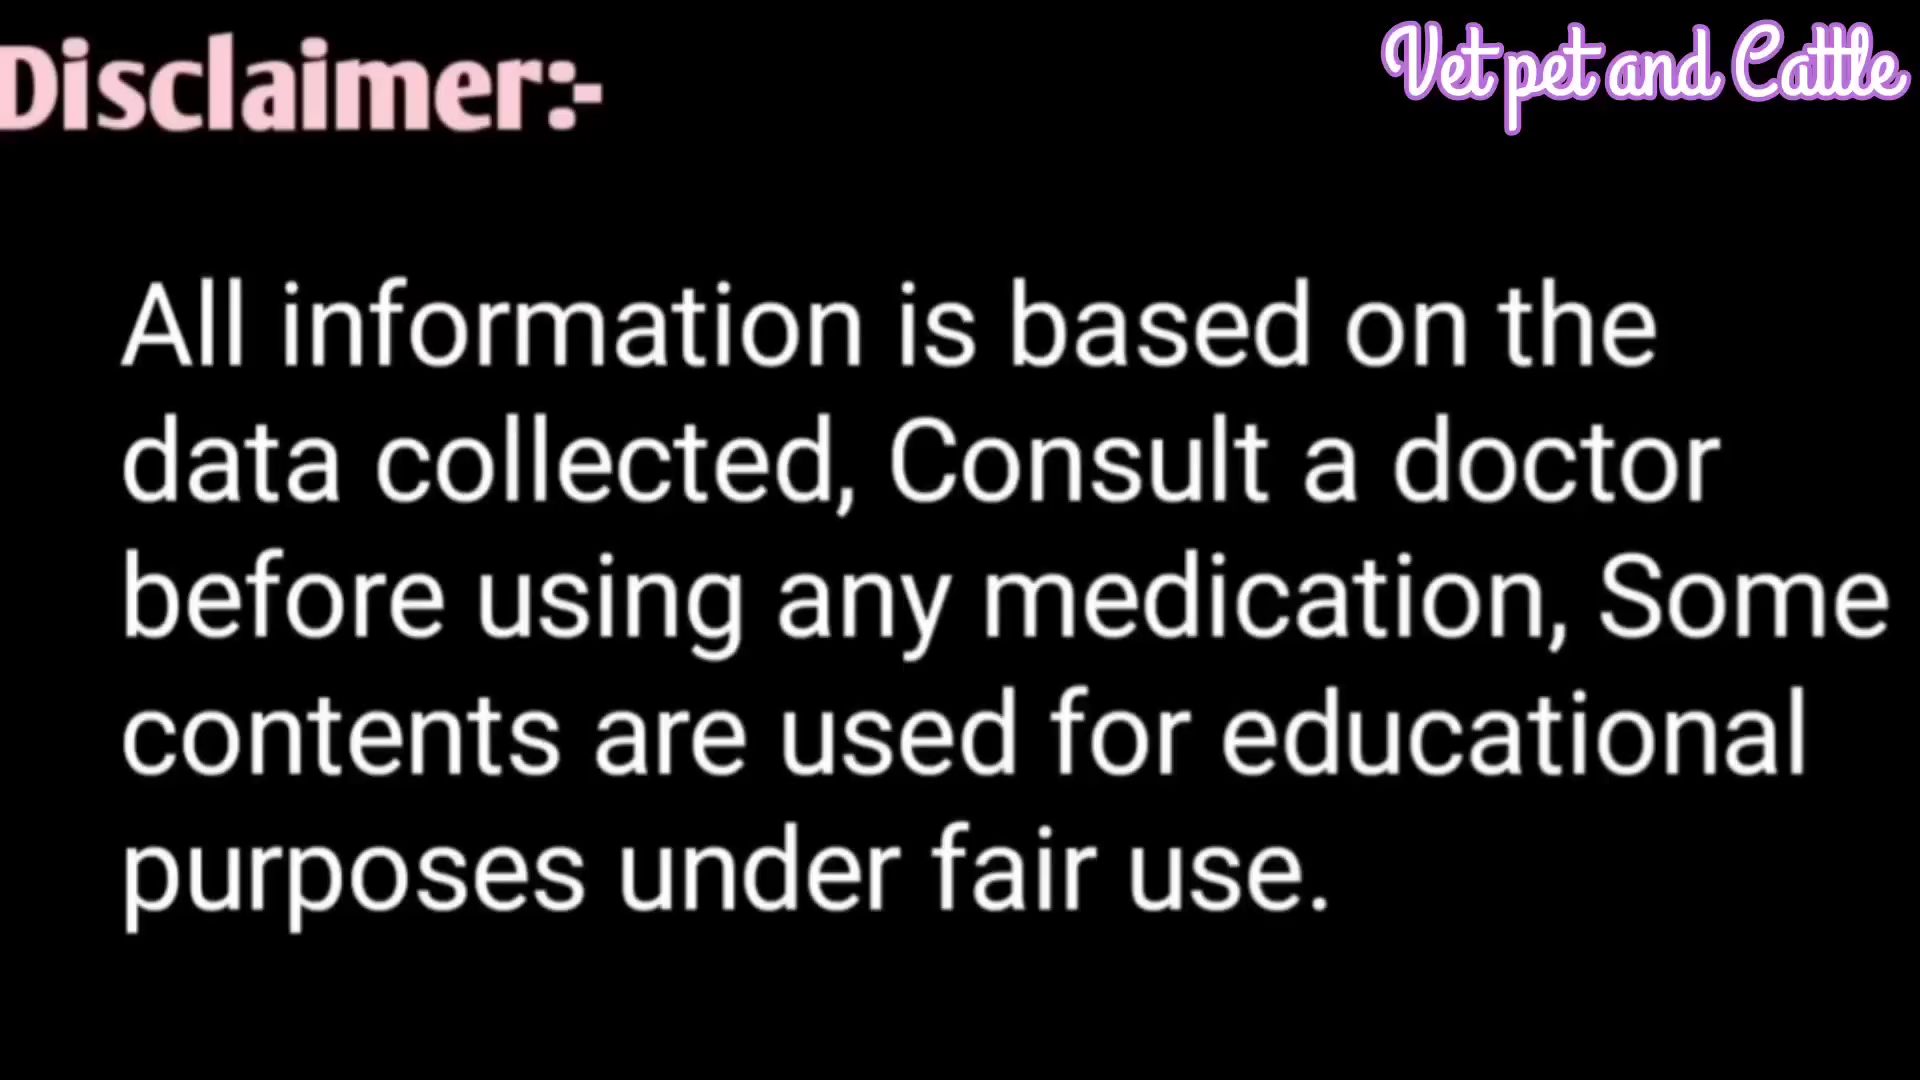 Disclaimer:-
Vet pet and Cattle
All information is based on the
data collected, Consult a doctor
before using any medication, Some
contents are used for educational
purposes under fair use.